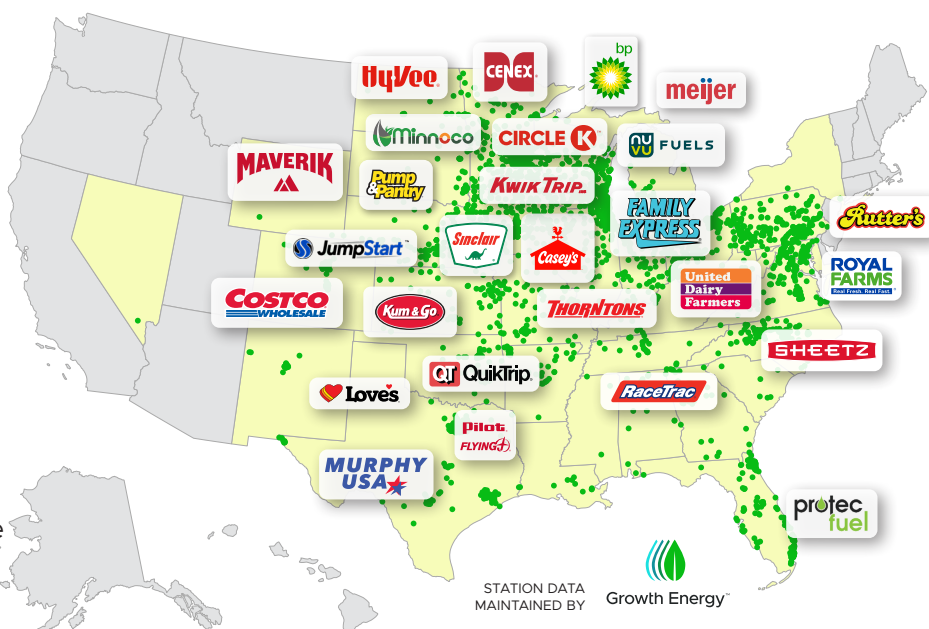 HyVee
CENEX
bp
meijer
Minnoco
CIRCLE K
NUVU FUELS
MAVERIK
Pump
&Pantry
KWIK TRIP
FAMILY
EXPRESS
Rutter's
JumpStart™
Sinclair
Casey's
ROYAL
FARMS
Real Fresh. Real Fast.
United
Dairy
Farmers
COSTCO
WHOLESALE
Kum & Go
THORNTONS
SHEETZ
QT QuikTrip
Love's
RaceTrac
Pilot
FLYING J
MURPHY
USA
protec
fuel
STATION DATA
MAINTAINED BY
Growth Energy™